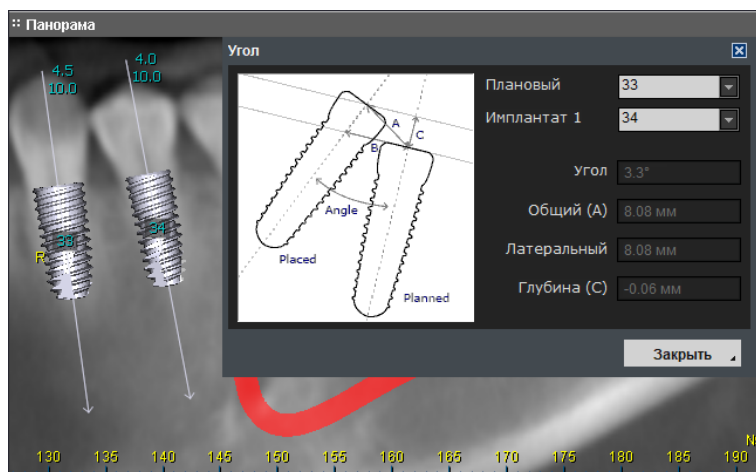 :: Панорама
4.5
10.0
4.0
10.0
33
34
R
Угол
A
C
B
Angle
Placed
Planned
Плановый 33
Имплантат 1 34
Угол 3.3°
Общий (A) 8.08 мм
Латеральный 8.08 мм
Глубина (C) -0.06 мм
Закрыть
130 135 140 145 150 155 160 165 170 175 180 185 190